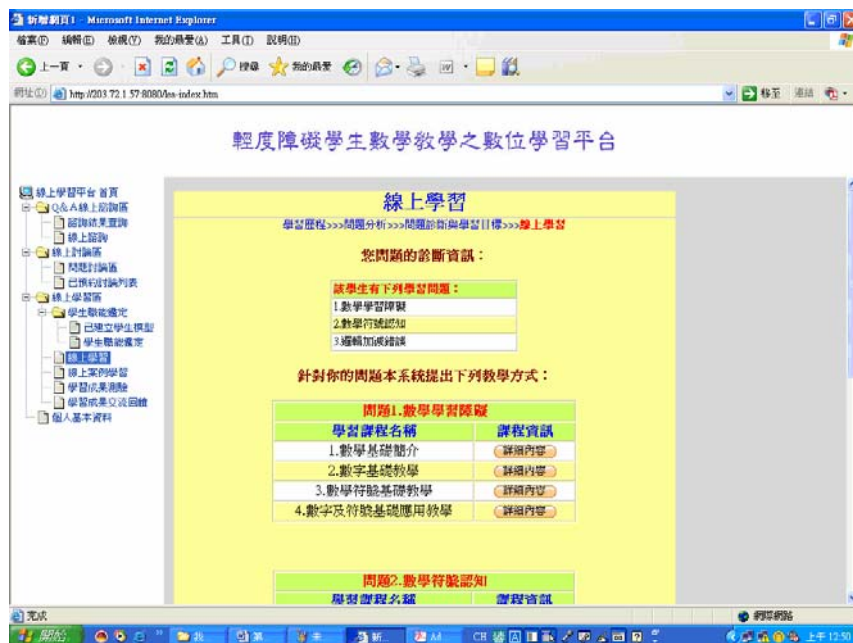 新增網頁1 - Microsoft Internet Explorer
檔案(F) 編輯(E) 檢視(V) 我的最愛(A) 工具(T) 說明(H)
上一頁 搜尋 我的最愛
網址(D) http://203.72.1.57:8080/les-index.htm 移至 連結
輕度障礙學生數學教學之數位學習平台
線上學習平台 首頁
Q&A線上諮詢區
諮詢結果查詢
線上諮詢
線上討論區
問題討論區
已預約討論列表
線上學習區
學生職能鑑定
已建立學生模型
學生職能鑑定
線上學習
線上案例學習
學習成果測驗
學習成果交流回饋
個人基本資料
線上學習
學習歷程>>>問題分析>>>問題診斷與學習目標>>>線上學習
您問題的診斷資訊：
該學生有下列學習問題：
1.數學學習障礙
2.數學符號認知
3.邏輯加減錯誤
針對你的問題本系統提出下列教學方式：
問題1.數學學習障礙
學習課程名稱 課程資訊
1.數學基礎簡介 詳細內容
2.數字基礎教學 詳細內容
3.數學符號基礎教學 詳細內容
4.數字及符號基礎應用教學 詳細內容
問題2.數學符號認知
學習課程名稱 課程資訊
完成 網際網路
開始 我 第 未 新 Ad CH 上午 12:50